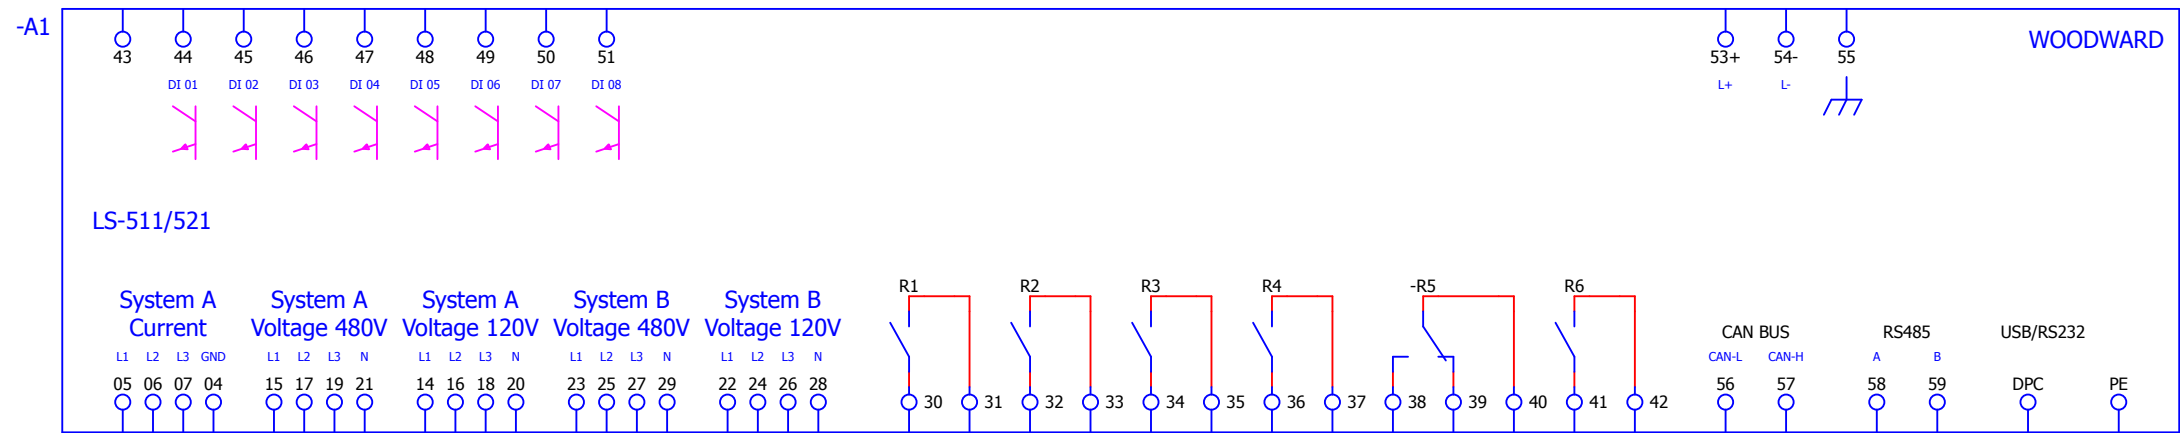 -A1
WOODWARD
43 44 45 46 47 48 49 50 51 53+ 54- 55
DI 01 DI 02 DI 03 DI 04 DI 05 DI 06 DI 07 DI 08 L+ L-
LS-511/521
R1 R2 R3 R4 -R5 R6
System A System A System A System B System B
Current Voltage 480V Voltage 120V Voltage 480V Voltage 120V
CAN BUS RS485 USB/RS232
L1 L2 L3 GND L1 L2 L3 N L1 L2 L3 N L1 L2 L3 N L1 L2 L3 N CAN-L CAN-H A B
05 06 07 04 15 17 19 21 14 16 18 20 23 25 27 29 22 24 26 28 56 57 58 59 DPC PE
30 31 32 33 34 35 36 37 38 39 40 41 42